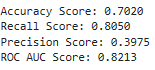 Accuracy Score: 0.7020
Recall Score: 0.8050
Precision Score: 0.3975
ROC AUC Score: 0.8213